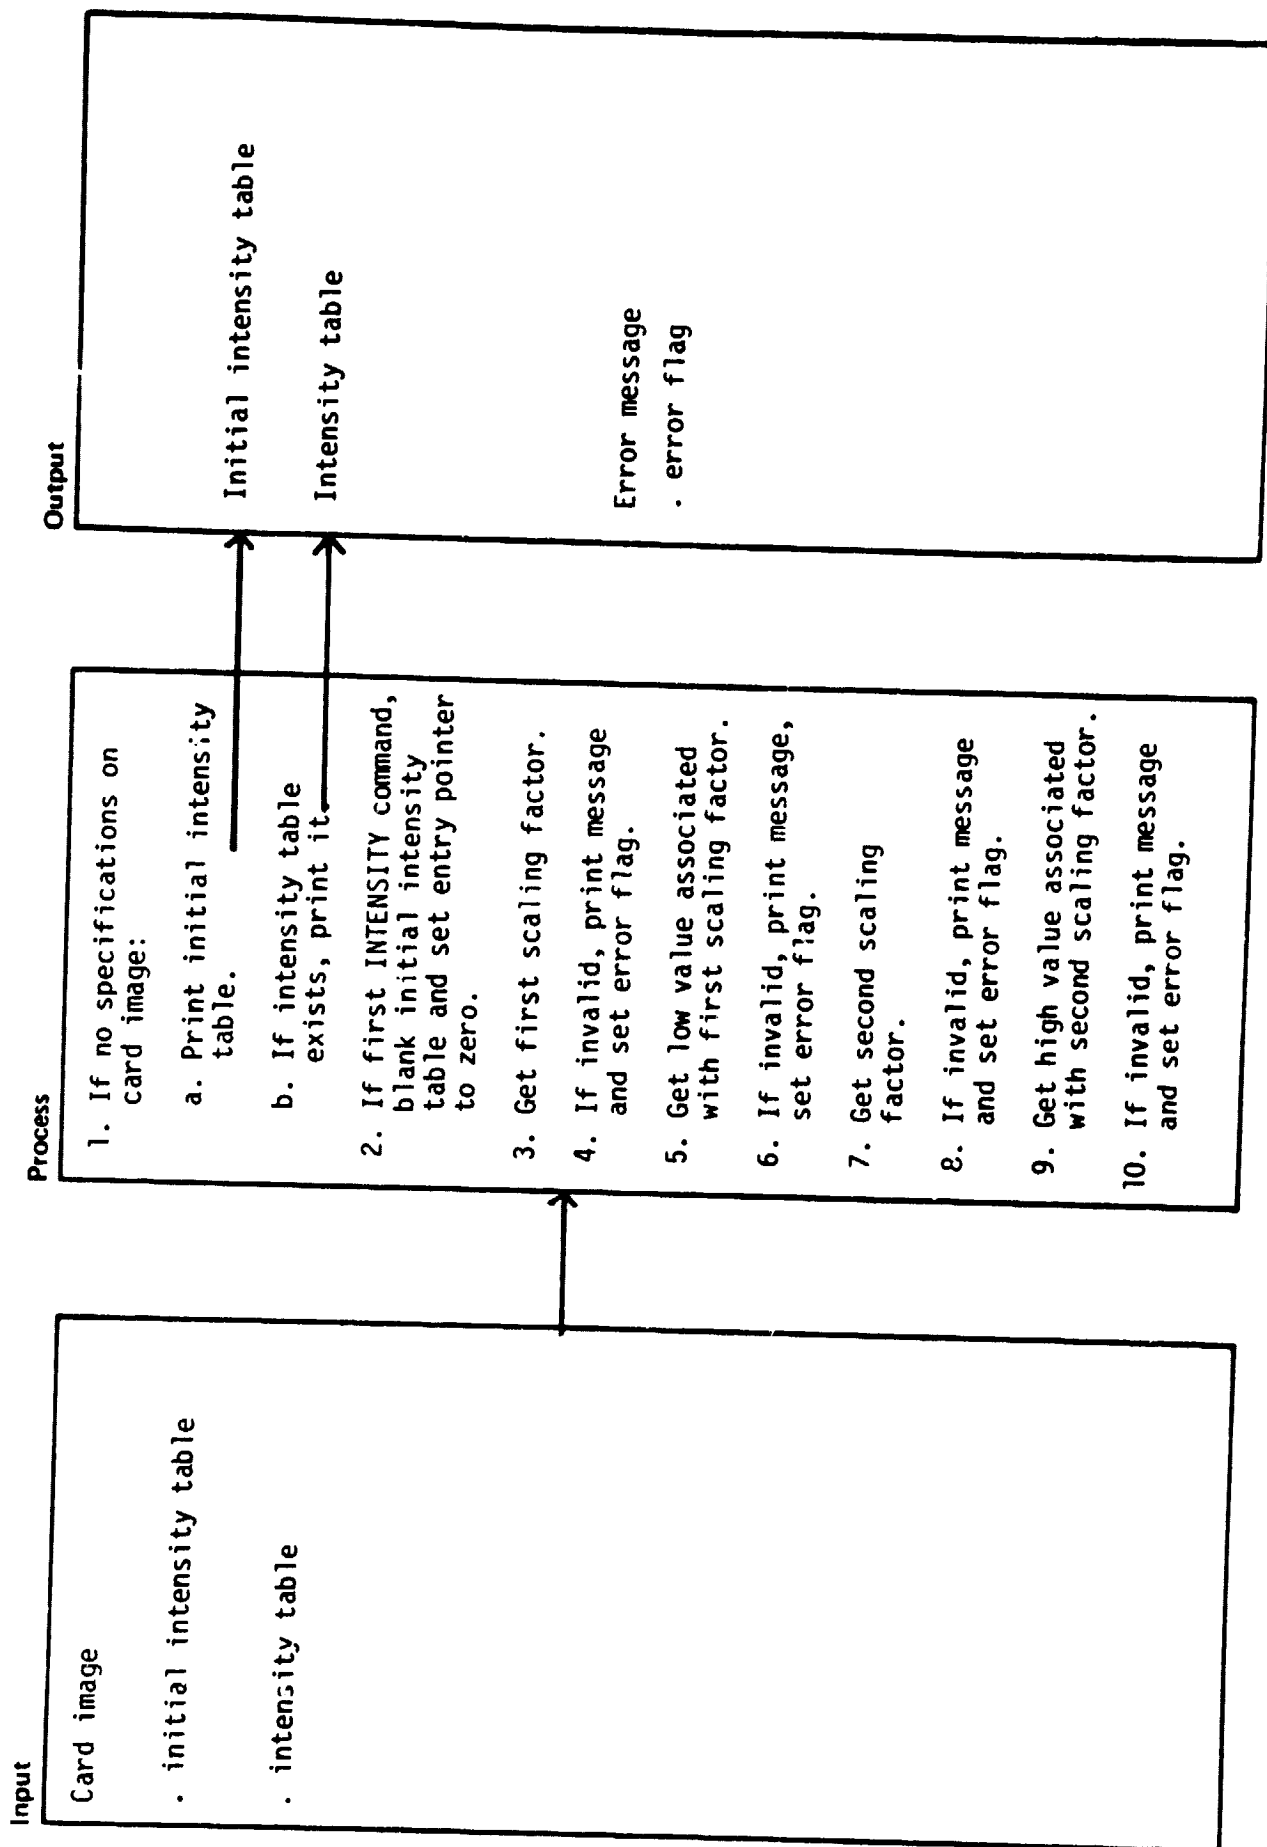 Input
Card image
. initial intensity table
. intensity table
Process
1. If no specifications on
card image:
a. Print initial intensity
table.
b. If intensity table
exists, print it.
2. If first INTENSITY command,
blank initial intensity
table and set entry pointer
to zero.
3. Get first scaling factor.
4. If invalid, print message
and set error flag.
5. Get low value associated
with first scaling factor.
6. If invalid, print message,
set error flag.
7. Get second scaling
factor.
8. If invalid, print message
and set error flag.
9. Get high value associated
with second scaling factor.
10. If invalid, print message
and set error flag.
Output
Initial intensity table
Intensity table
Error message
. error flag